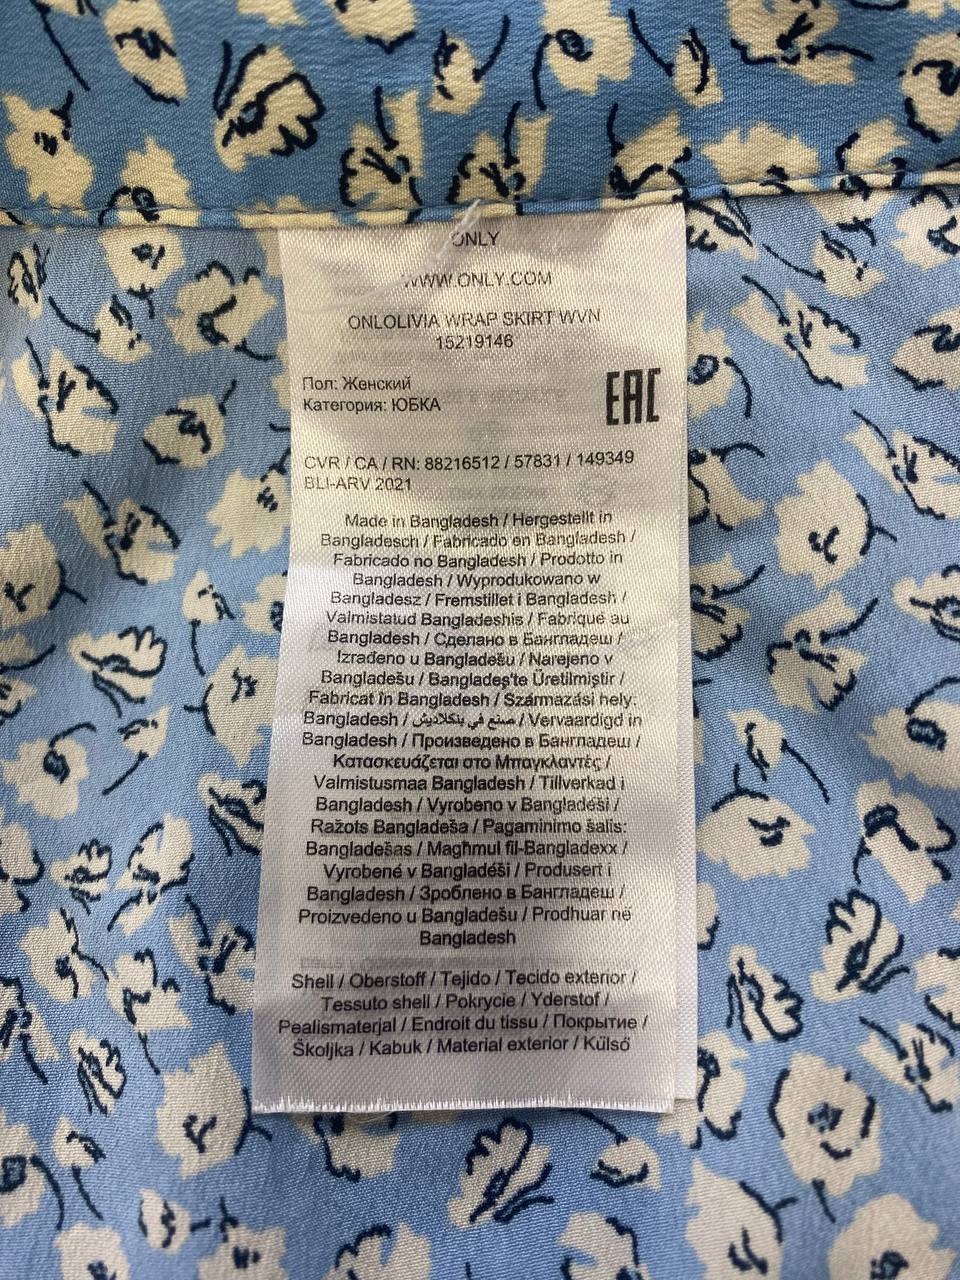 ONLY
WWW.ONLY.COM
ONLOLIVIA WRAP SKIRT WVN
15219146
Пол: Женский
Категория: ЮБКА
EAC
CVR / CA / RN: 88216512 / 57831 / 149349
BLI-ARV 2021
Made in Bangladesh / Hergestellt in
Bangladesch / Fabricado en Bangladesh /
Fabricado no Bangladesh / Prodotto in
Bangladesh / Wyprodukowano w
Bangladesz / Fremstillet i Bangladesh /
Valmistatud Bangladeshis / Fabriqué au
Bangladesh / Сделано в Бангладеш /
Izrađeno u Bangladešu / Narejeno v
Bangladešu / Bangladeş'te Üretilmiştir /
Fabricat în Bangladesh / Származási hely:
Bangladesh / صنع في بنكلاديش / Vervaardigd in
Bangladesh / Произведено в Бангладеш /
Κατασκευάζεται στο Μπαγκλαντές /
Valmistusmaa Bangladesh / Tillverkad i
Bangladesh / Vyrobeno v Bangladéši /
Ražots Bangladeša / Pagaminimo šalis:
Bangladešas / Magħmul fil-Bangladexx /
Vyrobené v Bangladéši / Produsert i
Bangladesh / Зроблено в Бангладеш /
Proizvedeno u Bangladešu / Prodhuar në
Bangladesh
Shell / Oberstoff / Tejido / Tecido exterior /
Tessuto shell / Pokrycie / Yderstof /
Pealismaterjal / Endroit du tissu / Покрытие /
Školjka / Kabuk / Material exterior / Külső